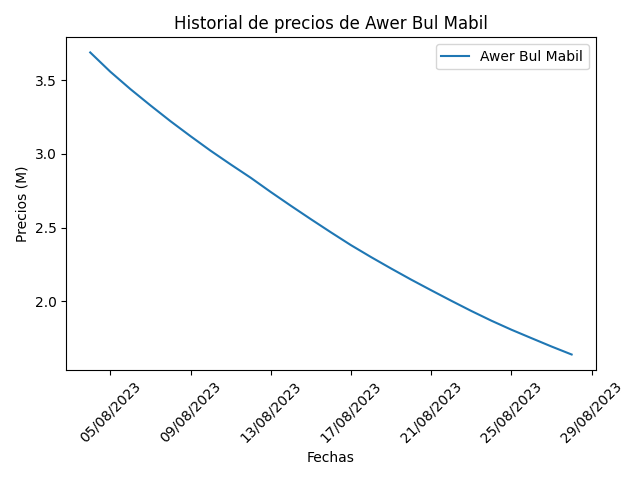 Historial de precios de Awer Bul Mabil
Awer Bul Mabil
Precios (M)
3.5
3.0
2.5
2.0
05/08/2023
09/08/2023
13/08/2023
17/08/2023
21/08/2023
25/08/2023
29/08/2023
Fechas